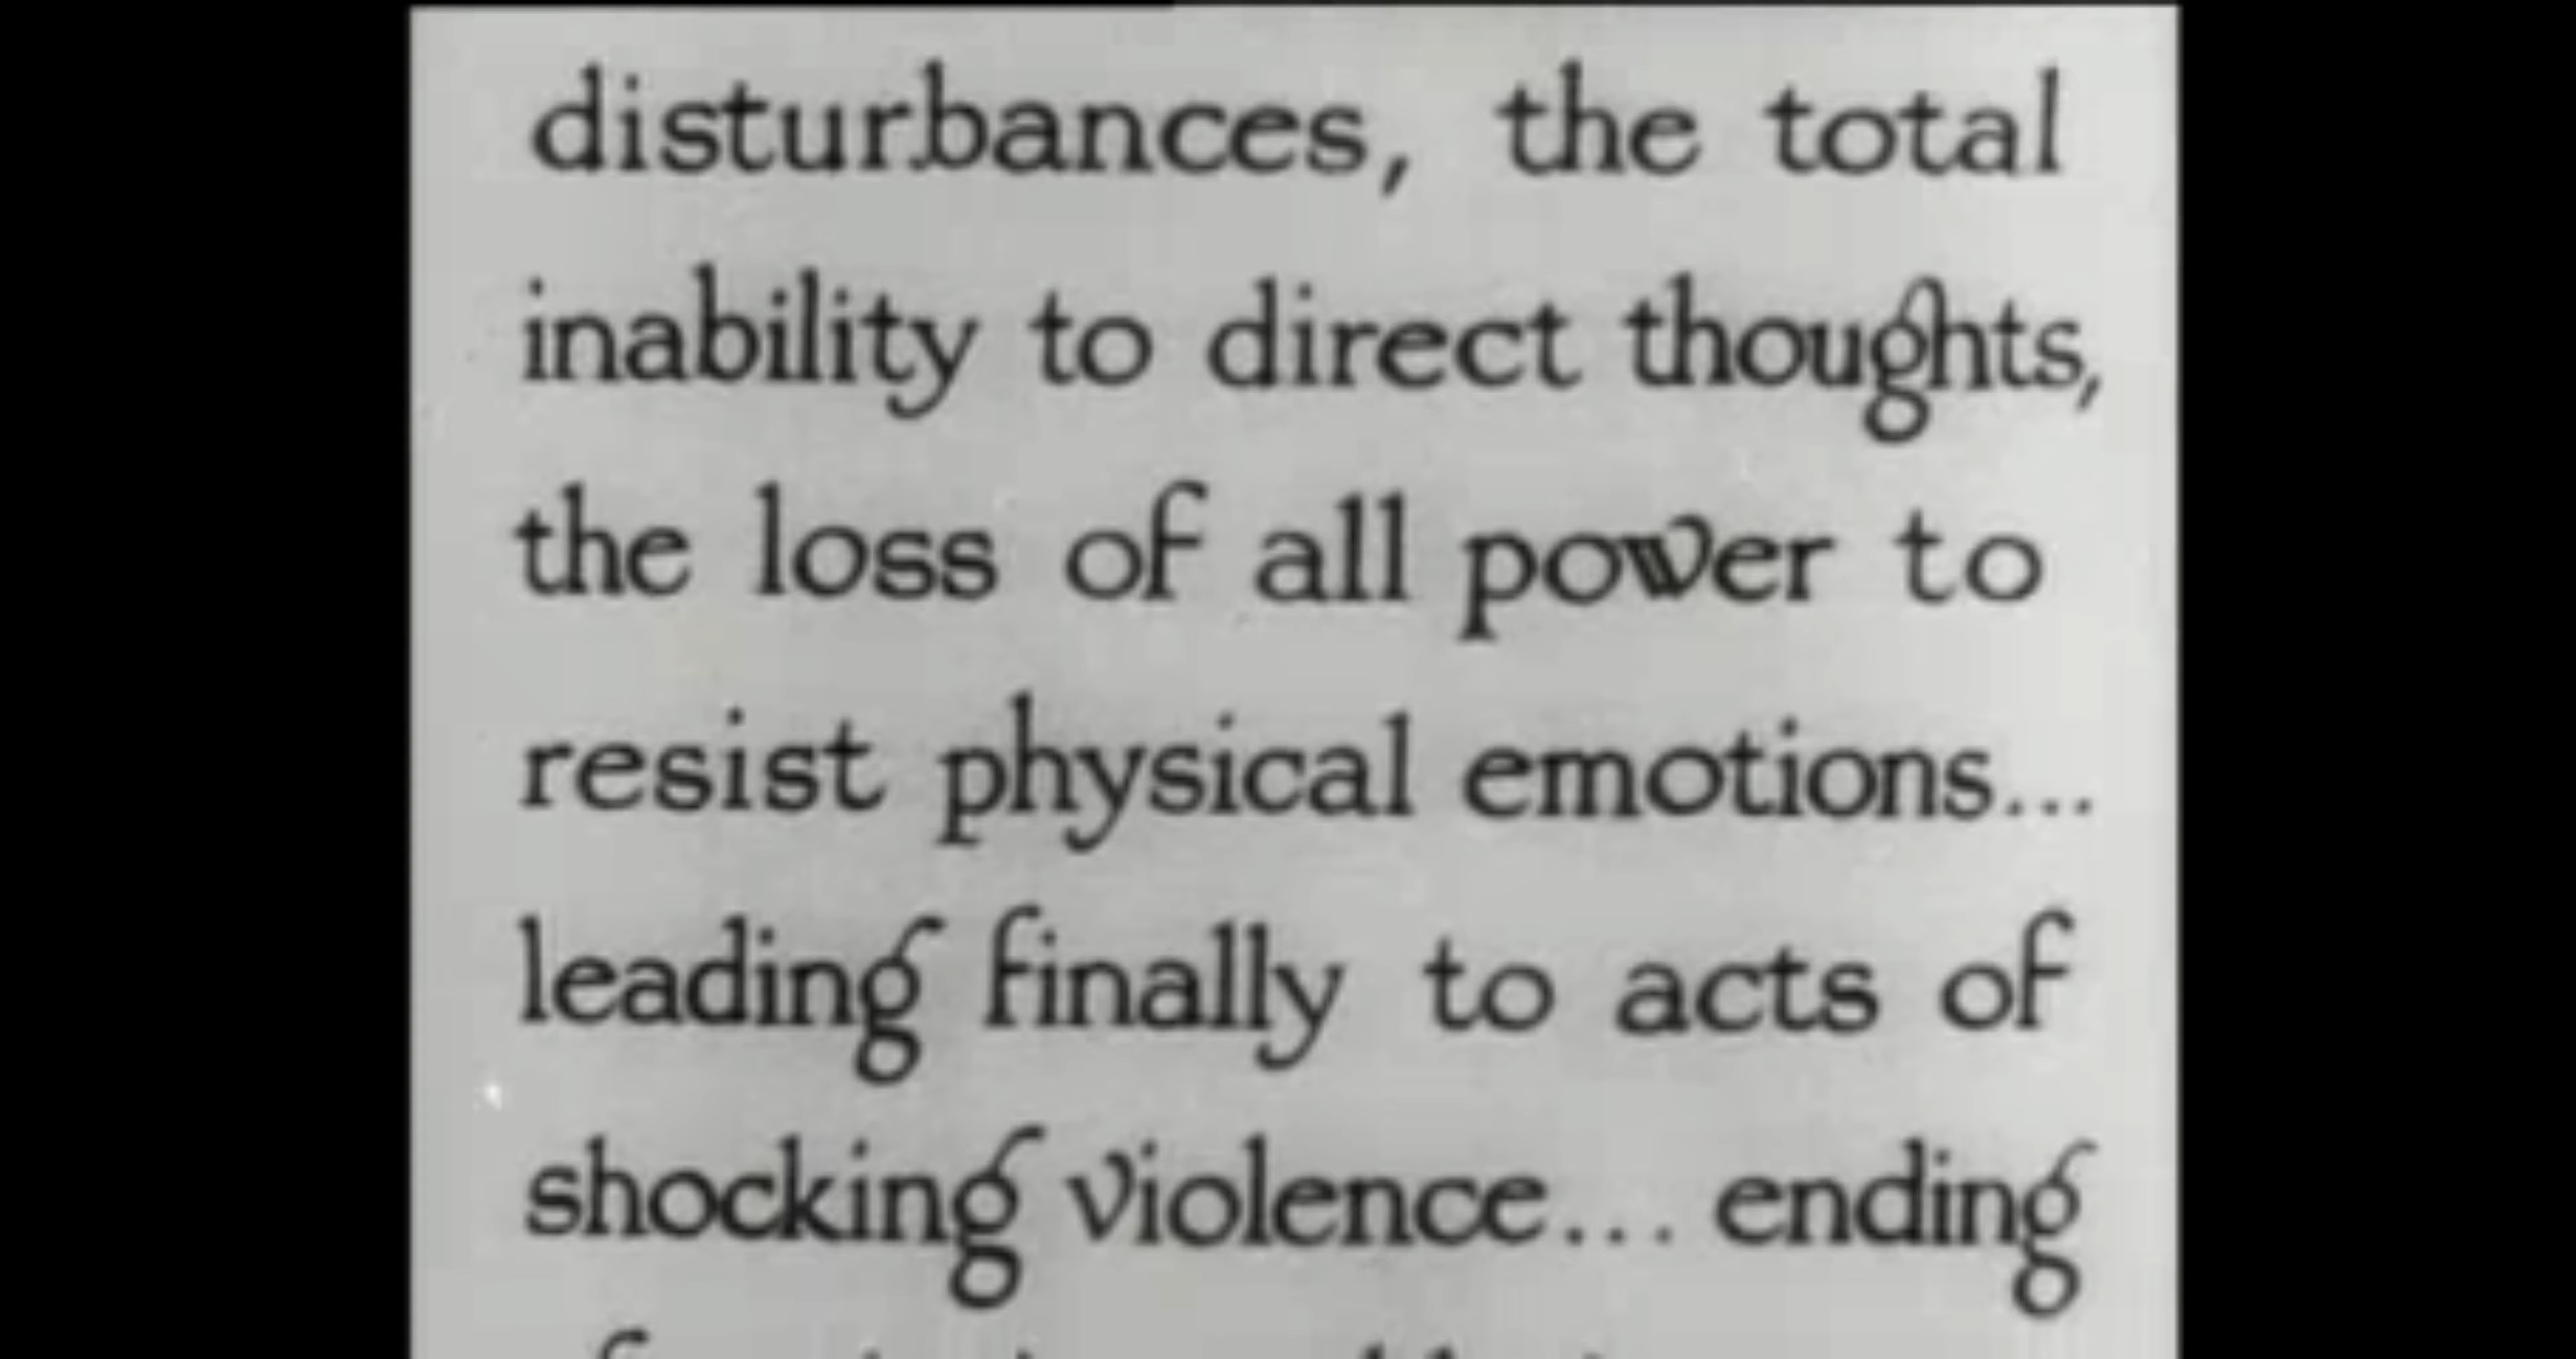 disturbances, the total
inability to direct thoughts,
the loss of all power to
resist physical emotions...
leading finally to acts of
shocking violence... ending